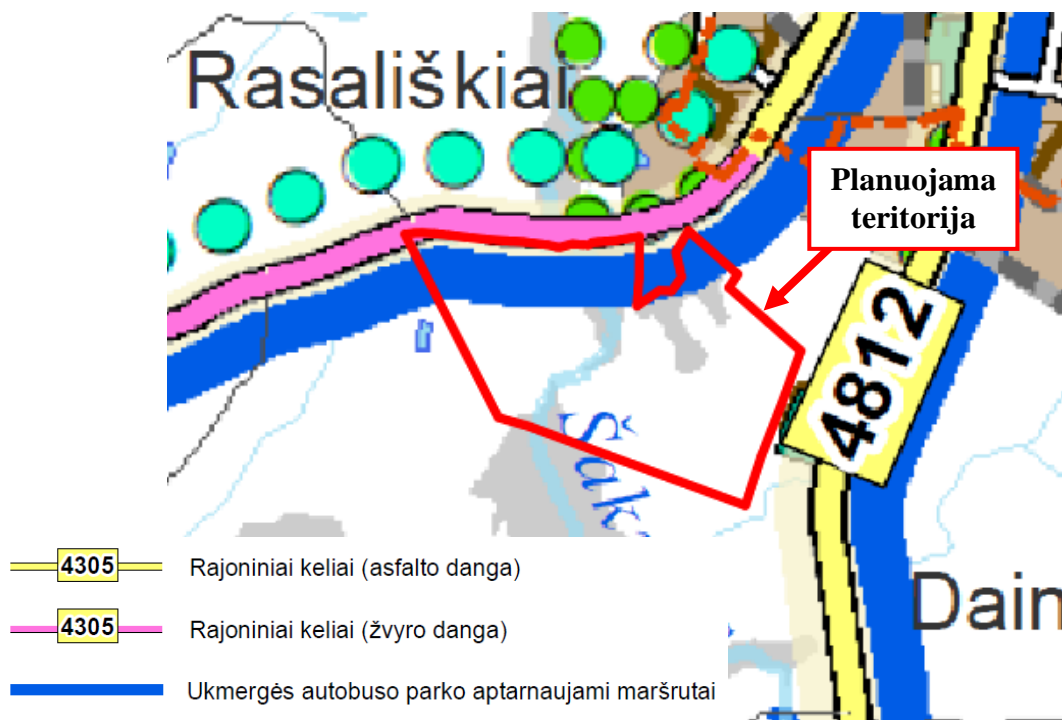 Rasališkiai
Planuojama
teritorija
4812
Šak
Dain
4305 Rajoniniai keliai (asfalto danga)
4305 Rajoniniai keliai (žvyro danga)
Ukmergės autobuso parko aptarnaujami maršrutai